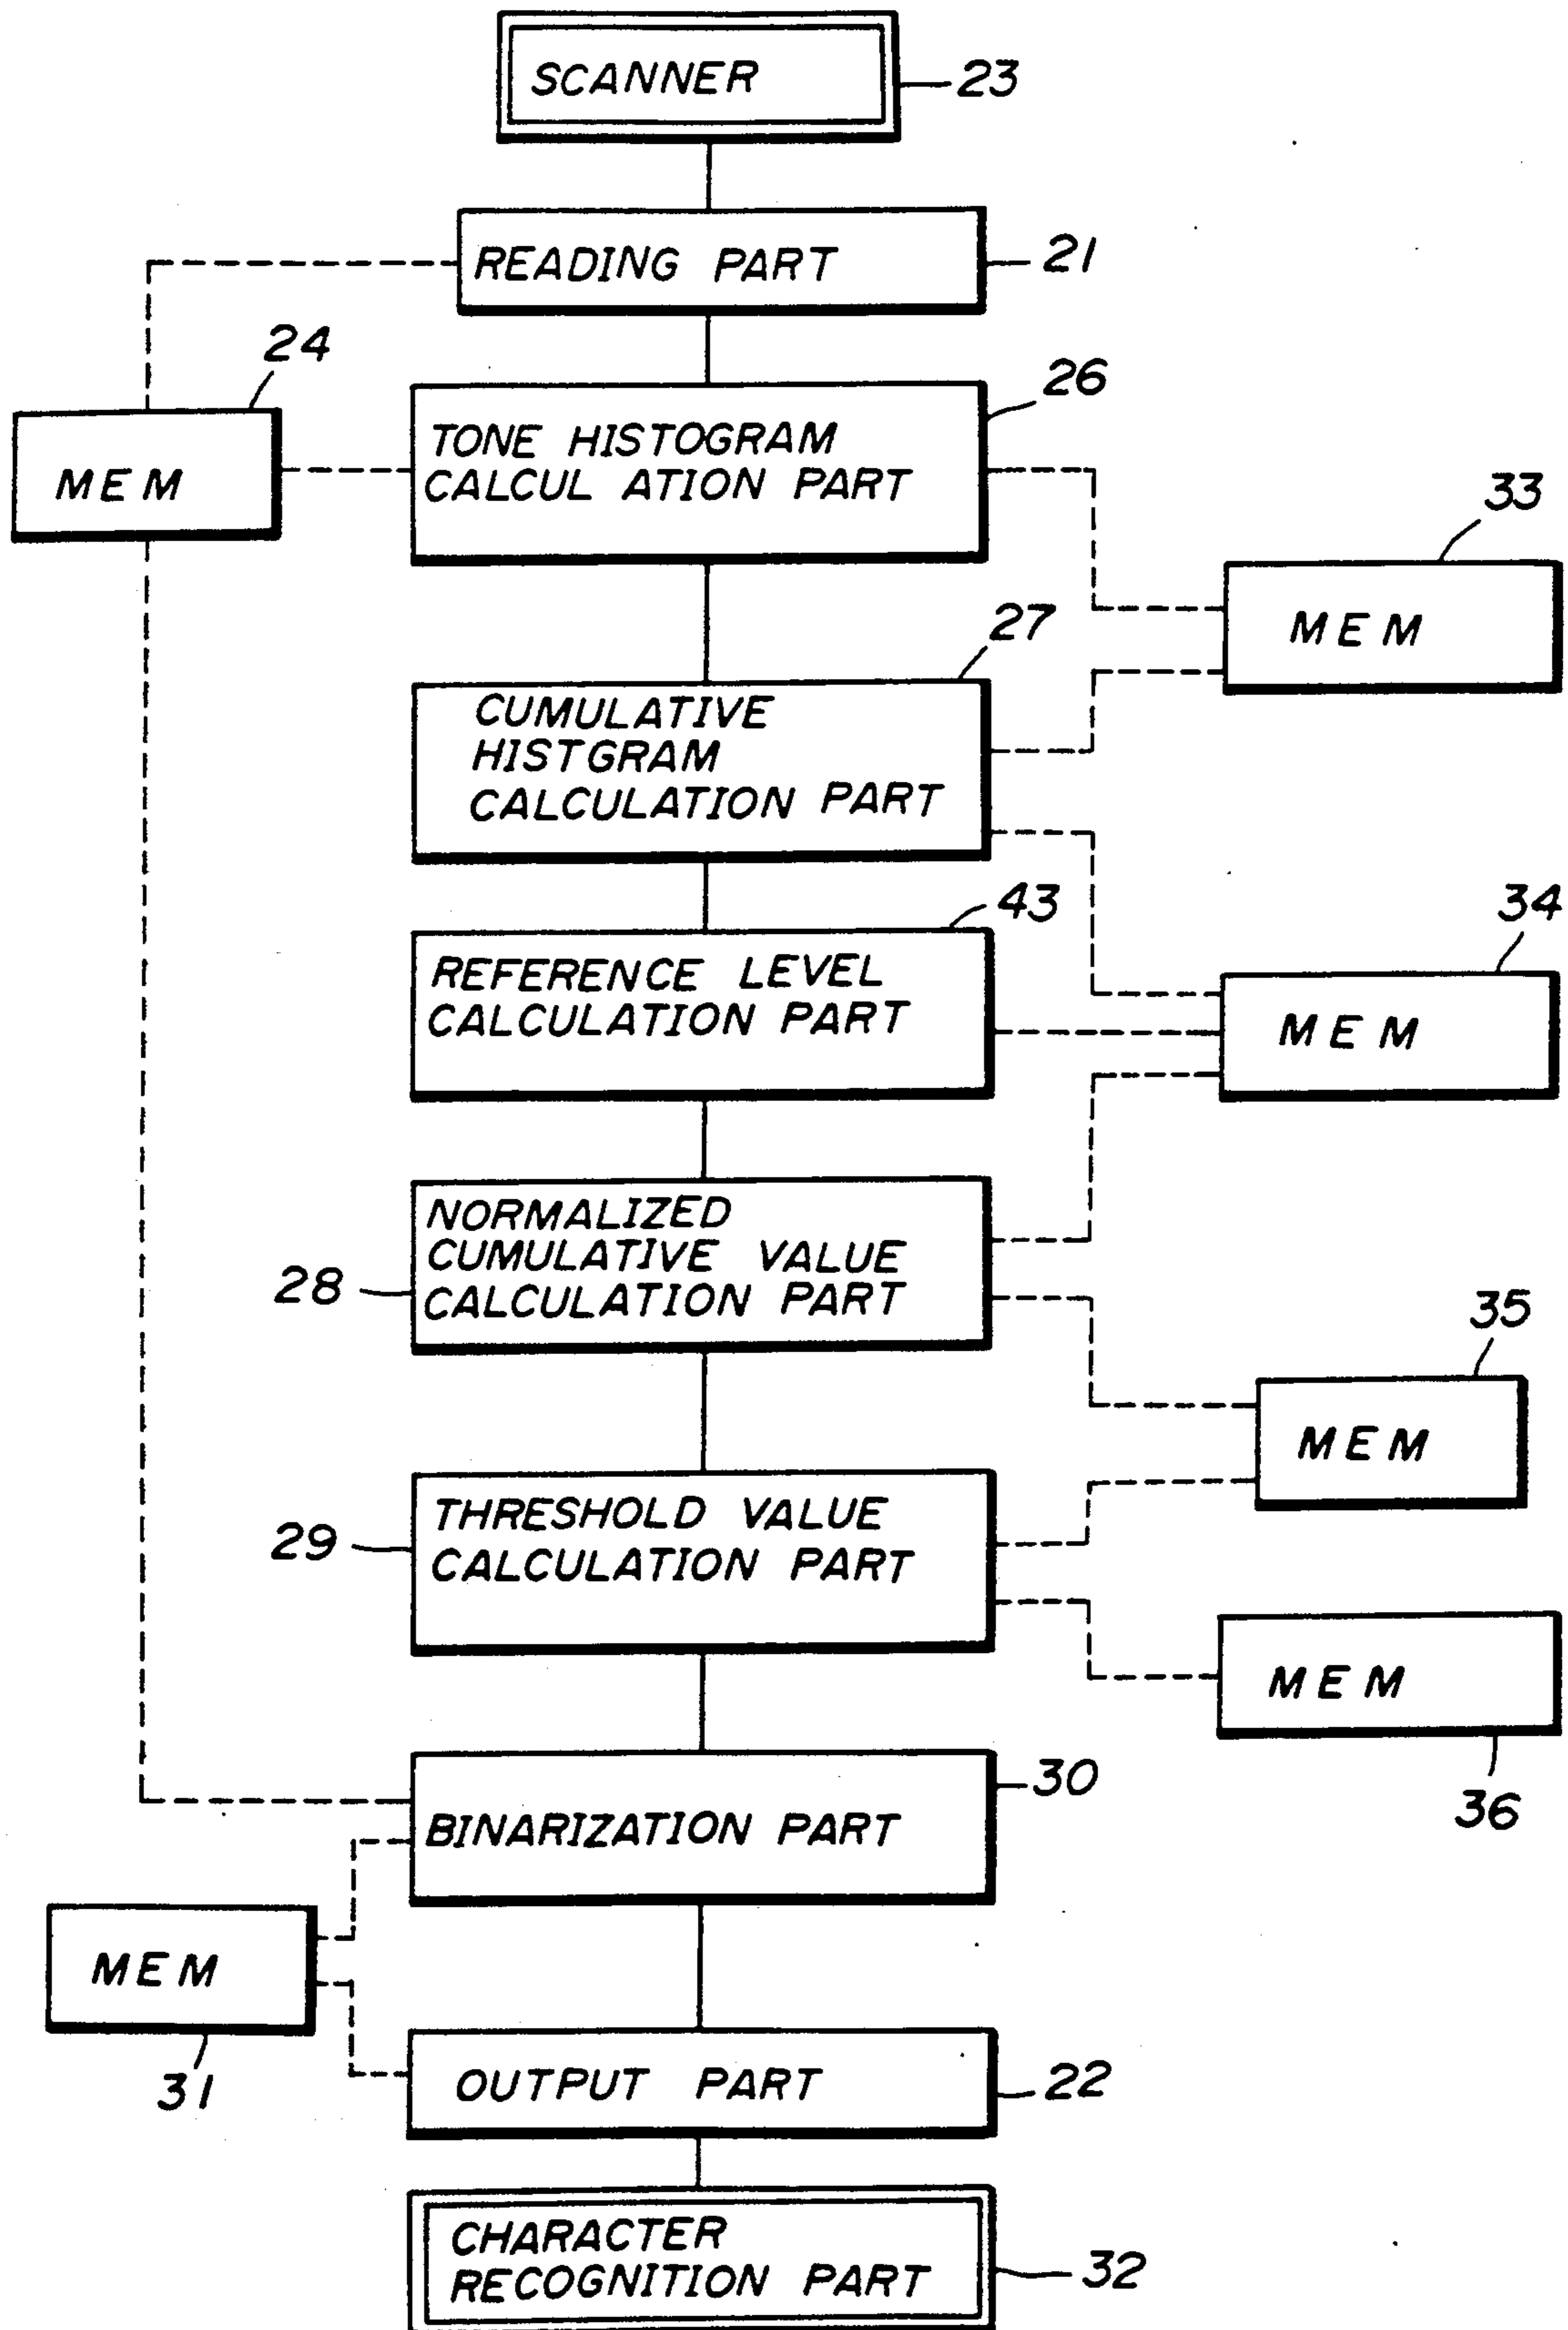 SCANNER
23
READING PART
21
24
MEM
26
TONE HISTOGRAM
CALCUL ATION PART
33
MEM
27
CUMULATIVE
HISTGRAM
CALCULATION PART
43
REFERENCE LEVEL
CALCULATION PART
34
MEM
NORMALIZED
CUMULATIVE VALUE
CALCULATION PART
28
35
MEM
THRESHOLD VALUE
CALCULATION PART
29
MEM
36
30
BINARIZATION PART
MEM
31
OUTPUT PART
22
CHARACTER
RECOGNITION PART
32